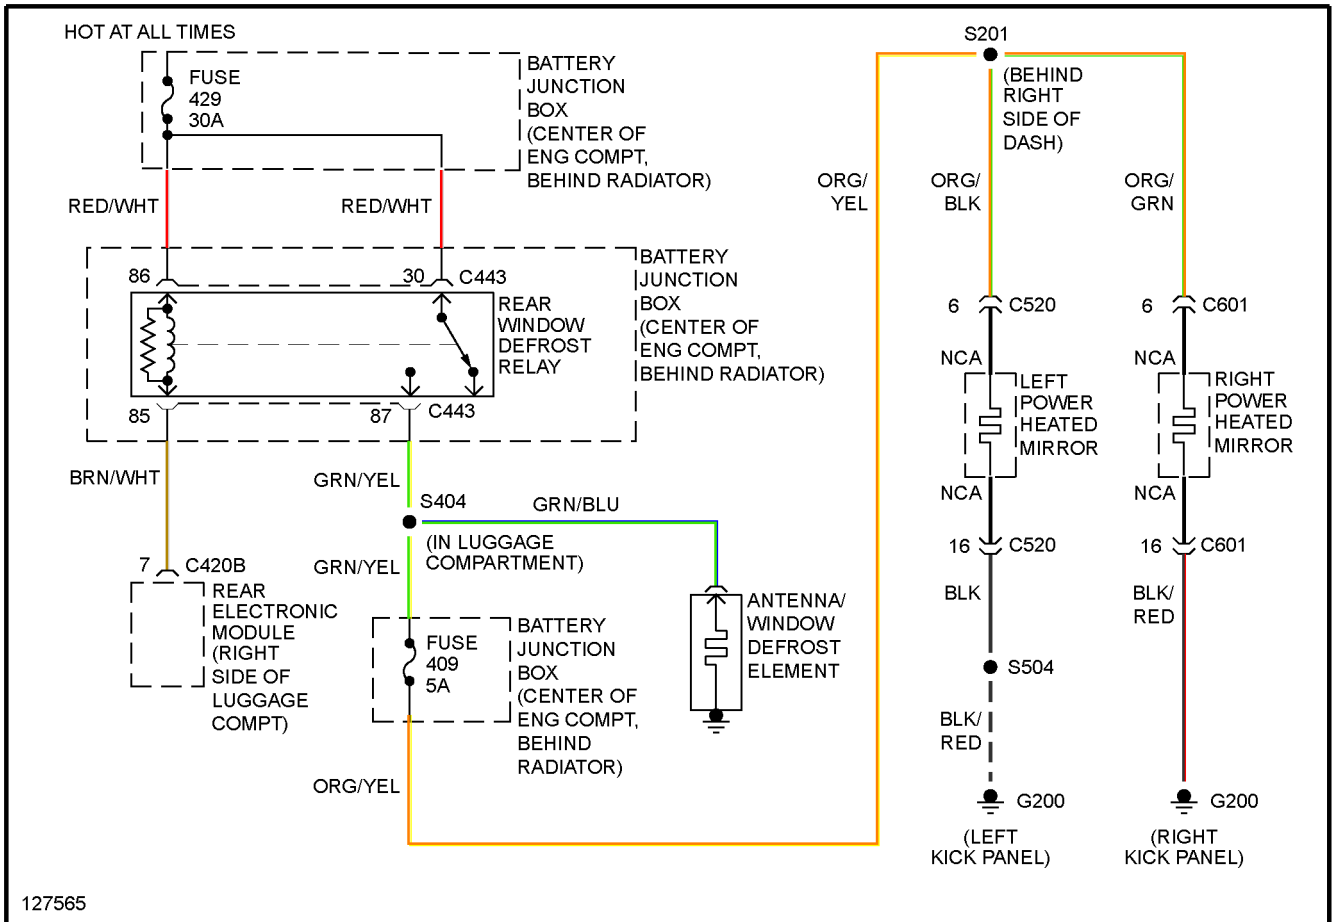 HOT AT ALL TIMES
FUSE
429
30A
BATTERY
JUNCTION
BOX
(CENTER OF
ENG COMPT,
BEHIND RADIATOR)
RED/WHT
RED/WHT
86
30
C443
BATTERY
JUNCTION
BOX
(CENTER OF
ENG COMPT,
BEHIND RADIATOR)
REAR
WINDOW
DEFROST
RELAY
85
87
C443
BRN/WHT
GRN/YEL
S404
GRN/BLU
(IN LUGGAGE
COMPARTMENT)
GRN/YEL
7
C420B
REAR
ELECTRONIC
MODULE
(RIGHT
SIDE OF
LUGGAGE
COMPT)
FUSE
409
5A
BATTERY
JUNCTION
BOX
(CENTER OF
ENG COMPT,
BEHIND
RADIATOR)
ANTENNA/
WINDOW
DEFROST
ELEMENT
ORG/YEL
S201
(BEHIND
RIGHT
SIDE OF
DASH)
ORG/
YEL
ORG/
BLK
ORG/
GRN
6
C520
6
C601
NCA
NCA
LEFT
POWER
HEATED
MIRROR
RIGHT
POWER
HEATED
MIRROR
NCA
NCA
16
C520
16
C601
BLK
BLK/
RED
S504
BLK/
RED
G200
G200
(LEFT
KICK PANEL)
(RIGHT
KICK PANEL)
127565